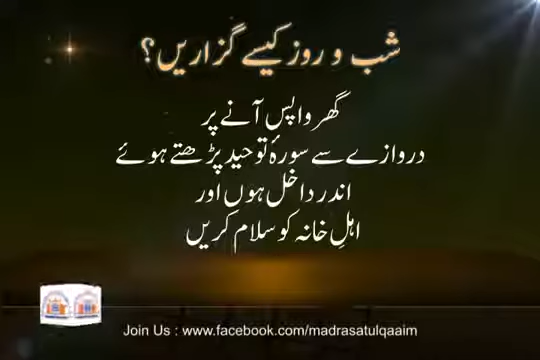 شب و روز کیسے گزاریں؟
گھر واپس آنے پر
دروازے سے سورۂ توحید پڑھتے ہوئے
اندر داخل ہوں اور
اہلِ خانہ کو سلام کریں
Join Us : www.facebook.com/madrasatulqaaim